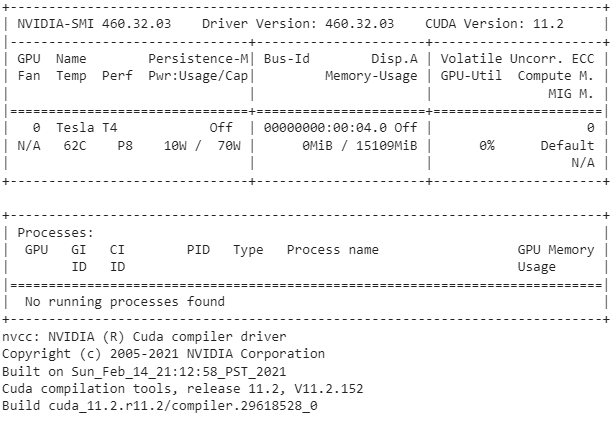 +-----------------------------------------------------------------------------+
| NVIDIA-SMI 460.32.03    Driver Version: 460.32.03    CUDA Version: 11.2     |
|-------------------------------+----------------------+----------------------+
| GPU  Name        Persistence-M| Bus-Id        Disp.A | Volatile Uncorr. ECC |
| Fan  Temp  Perf  Pwr:Usage/Cap|         Memory-Usage | GPU-Util  Compute M. |
|                               |                      |               MIG M. |
|===============================+======================+======================|
|   0  Tesla T4            Off  | 00000000:00:04.0 Off |                    0 |
| N/A   62C    P8    10W /  70W |      0MiB / 15109MiB |      0%      Default |
|                               |                      |                  N/A |
+-------------------------------+----------------------+----------------------+

+-----------------------------------------------------------------------------+
| Processes:                                                                  |
|  GPU   GI   CI        PID   Type   Process name                  GPU Memory |
|        ID   ID                                                   Usage      |
|=============================================================================|
|  No running processes found                                                 |
+-----------------------------------------------------------------------------+
nvcc: NVIDIA (R) Cuda compiler driver
Copyright (c) 2005-2021 NVIDIA Corporation
Built on Sun_Feb_14_21:12:58_PST_2021
Cuda compilation tools, release 11.2, V11.2.152
Build cuda_11.2.r11.2/compiler.29618528_0